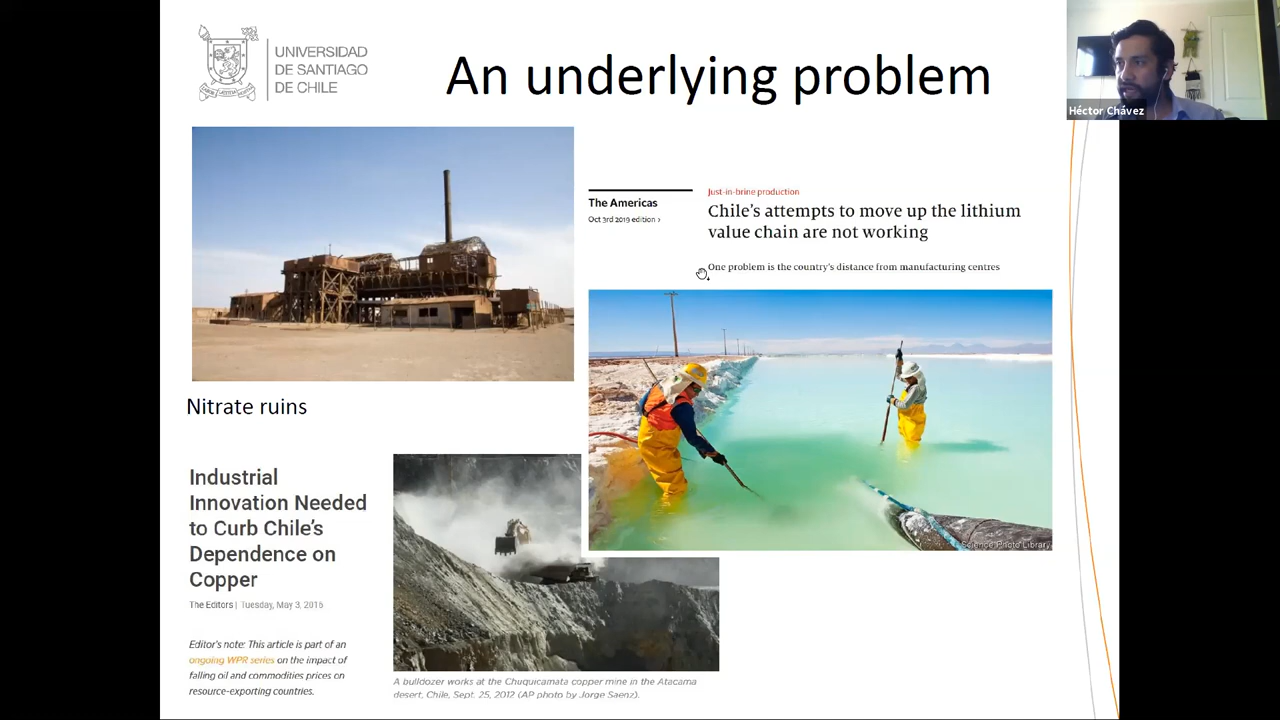 UNIVERSIDAD
DE SANTIAGO
DE CHILE
An underlying problem
Héctor Chávez
Nitrate ruins
The Americas
Oct 3rd 2019 edition ›
Just-in-brine production
Chile's attempts to move up the lithium
value chain are not working
One problem is the country's distance from manufacturing centres
Science Photo Library
Industrial
Innovation Needed
to Curb Chile's
Dependence on
Copper
The Editors | Tuesday, May 3, 2016
Editor's note: This article is part of an
ongoing WPR series on the impact of
falling oil and commodities prices on
resource-exporting countries.
A bulldozer works at the Chuquicamata copper mine in the Atacama
desert, Chile, Sept. 25, 2012 (AP photo by Jorge Saenz).